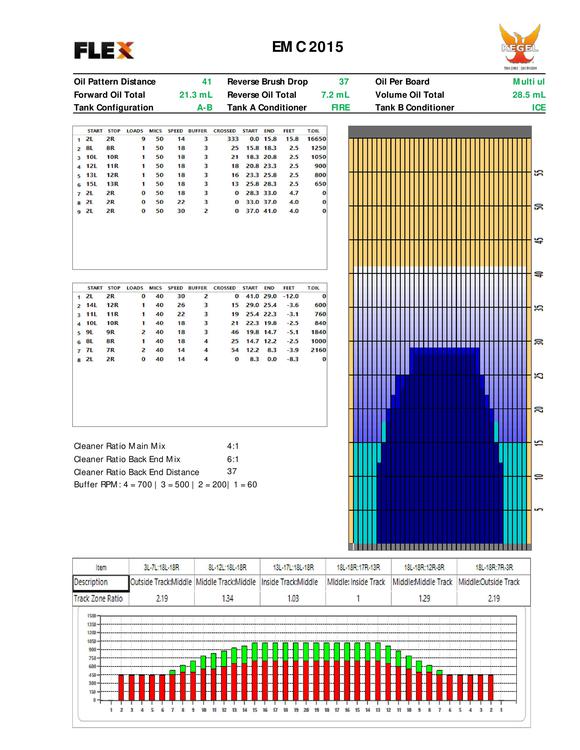 FLEX
EMC 2015
KEGEL
Oil Pattern Distance 41 Reverse Brush Drop 37 Oil Per Board Multi ul
Forward Oil Total 21.3 mL Reverse Oil Total 7.2 mL Volume Oil Total 28.5 mL
Tank Configuration A-B Tank A Conditioner FIRE Tank B Conditioner ICE
START STOP LOADS MICS SPEED BUFFER CROSSED START END FEET T.OIL
1 2L 2R 9 50 14 3 333 0.0 15.8 15.8 16650
2 8L 8R 1 50 18 3 25 15.8 18.3 2.5 1250
3 10L 10R 1 50 18 3 21 18.3 20.8 2.5 1050
4 12L 11R 1 50 18 3 18 20.8 23.3 2.5 900
5 13L 12R 1 50 18 3 16 23.3 25.8 2.5 800
6 15L 13R 1 50 18 3 13 25.8 28.3 2.5 650
7 2L 2R 0 50 18 3 0 28.3 33.0 4.7 0
8 2L 2R 0 50 22 3 0 33.0 37.0 4.0 0
9 2L 2R 0 50 30 2 0 37.0 41.0 4.0 0
START STOP LOADS MICS SPEED BUFFER CROSSED START END FEET T.OIL
1 2L 2R 0 40 30 2 0 41.0 29.0 -12.0 0
2 14L 12R 1 40 26 3 15 29.0 25.4 -3.6 600
3 11L 11R 1 40 22 3 19 25.4 22.3 -3.1 760
4 10L 10R 1 40 18 3 21 22.3 19.8 -2.5 840
5 9L 9R 2 40 18 3 46 19.8 14.7 -5.1 1840
6 8L 8R 1 40 18 4 25 14.7 12.2 -2.5 1000
7 7L 7R 2 40 14 4 54 12.2 8.3 -3.9 2160
8 2L 2R 0 40 14 4 0 8.3 0.0 -8.3 0
Cleaner Ratio Main Mix 4:1
Cleaner Ratio Back End Mix 6:1
Cleaner Ratio Back End Distance 37
Buffer RPM: 4 = 700 | 3 = 500 | 2 = 200 | 1 = 60
55
50
45
40
35
30
25
20
15
10
5
Item 3L-7L:18L-18R 8L-12L:18L-18R 13L-17L:18L-18R 18L-18R:17R-13R 18L-18R:12R-8R 18L-18R:7R-3R
Description Outside Track:Middle Middle Track:Middle Inside Track:Middle Middle: Inside Track Middle:Middle Track Middle:Outside Track
Track Zone Ratio 2.19 1.34 1.03 1 1.29 2.19
1500
1350
1200
1050
900
750
600
450
300
150
0
1 2 3 4 5 6 7 8 9 10 11 12 13 14 15 16 17 18 19 20 19 18 17 16 15 14 13 12 11 10 9 8 7 6 5 4 3 2 1